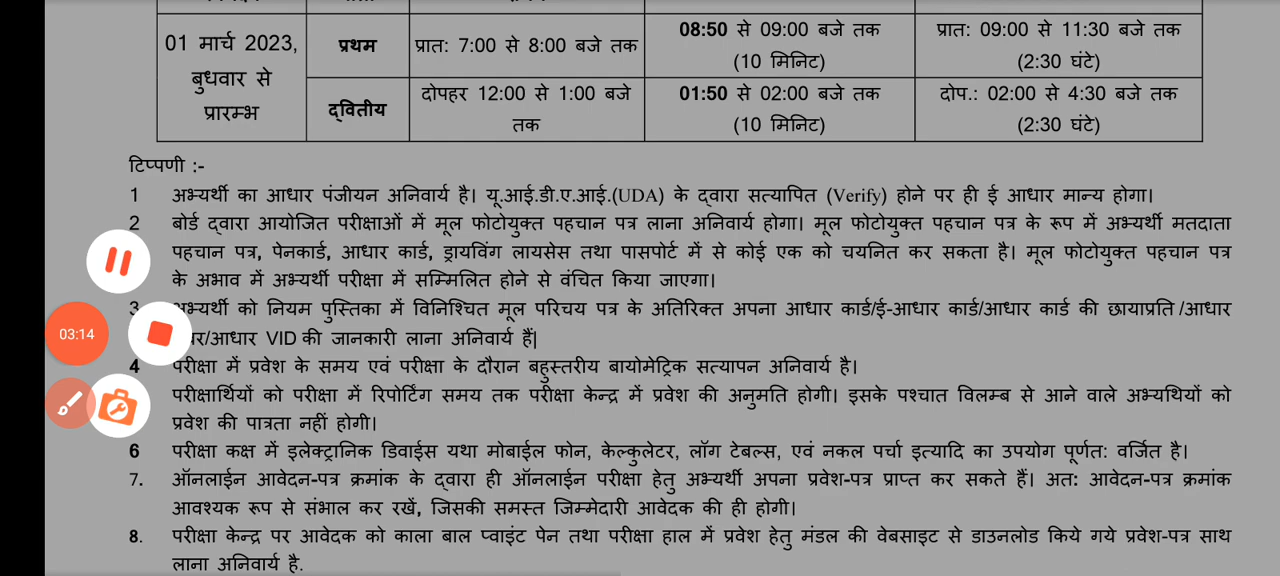 01 मार्च 2023,
बुधवार से
प्रारम्भ
प्रथम
प्रात: 7:00 से 8:00 बजे तक
08:50 से 09:00 बजे तक
(10 मिनिट)
प्रात: 09:00 से 11:30 बजे तक
(2:30 घंटे)
द्वितीय
दोपहर 12:00 से 1:00 बजे
तक
01:50 से 02:00 बजे तक
(10 मिनिट)
दोप.: 02:00 से 4:30 बजे तक
(2:30 घंटे)
टिप्पणी :-
1 अभ्यर्थी का आधार पंजीयन अनिवार्य है। यू.आई.डी.ए.आई.(UDA) के द्वारा सत्यापित (Verify) होने पर ही ई आधार मान्य होगा।
2 बोर्ड द्वारा आयोजित परीक्षाओं में मूल फोटोयुक्त पहचान पत्र लाना अनिवार्य होगा। मूल फोटोयुक्त पहचान पत्र के रूप में अभ्यर्थी मतदाता
पहचान पत्र, पेनकार्ड, आधार कार्ड, ड्रायविंग लायसेस तथा पासपोर्ट में से कोई एक को चयनित कर सकता है। मूल फोटोयुक्त पहचान पत्र
के अभाव में अभ्यर्थी परीक्षा में सम्मिलित होने से वंचित किया जाएगा।
3 अभ्यर्थी को नियम पुस्तिका में विनिश्चित मूल परिचय पत्र के अतिरिक्त अपना आधार कार्ड/ई-आधार कार्ड/आधार कार्ड की छायाप्रति /आधार
/आधार VID की जानकारी लाना अनिवार्य हैं|
03:14
4 परीक्षा में प्रवेश के समय एवं परीक्षा के दौरान बहुस्तरीय बायोमेट्रिक सत्यापन अनिवार्य है।
परीक्षार्थियों को परीक्षा में रिपोर्टिंग समय तक परीक्षा केन्द्र में प्रवेश की अनुमति होगी। इसके पश्चात विलम्ब से आने वाले अभ्यथियों को
प्रवेश की पात्रता नहीं होगी।
6 परीक्षा कक्ष में इलेक्ट्रानिक डिवाईस यथा मोबाईल फोन, केल्कुलेटर, लॉग टेबल्स, एवं नकल पर्चा इत्यादि का उपयोग पूर्णत: वर्जित है।
7. ऑनलाईन आवेदन-पत्र क्रमांक के द्वारा ही ऑनलाईन परीक्षा हेतु अभ्यर्थी अपना प्रवेश-पत्र प्राप्त कर सकते हैं। अत: आवेदन-पत्र क्रमांक
आवश्यक रूप से संभाल कर रखें, जिसकी समस्त जिम्मेदारी आवेदक की ही होगी।
8. परीक्षा केन्द्र पर आवेदक को काला बाल प्वाइंट पेन तथा परीक्षा हाल में प्रवेश हेतु मंडल की वेबसाइट से डाउनलोड किये गये प्रवेश-पत्र साथ
लाना अनिवार्य है.